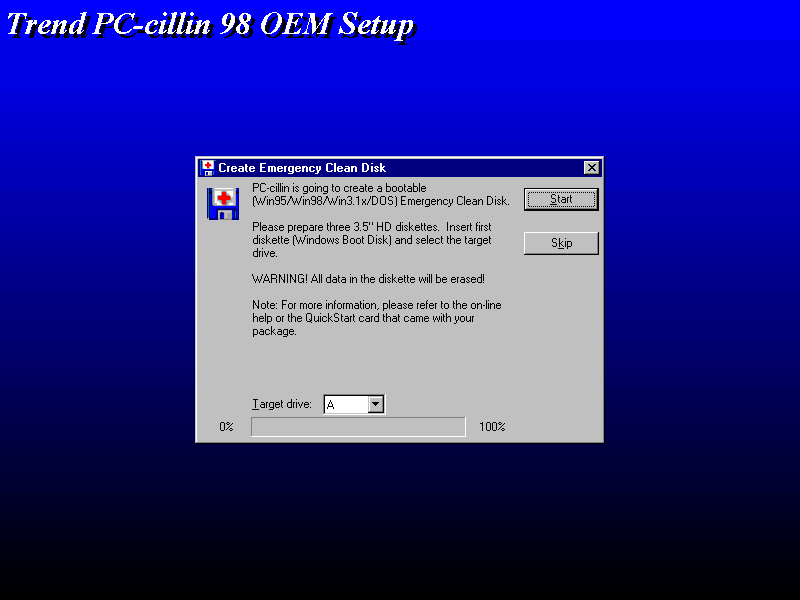 Trend PC-cillin 98 OEM Setup
Create Emergency Clean Disk
PC-cillin is going to create a bootable
(Win95/Win98/Win3.1x/DOS) Emergency Clean Disk.
Start
Please prepare three 3.5" HD diskettes. Insert first
diskette (Windows Boot Disk) and select the target
drive.
Skip
WARNING! All data in the diskette will be erased!
Note: For more information, please refer to the on-line
help or the QuickStart card that came with your
package.
Target drive: A
0% 100%